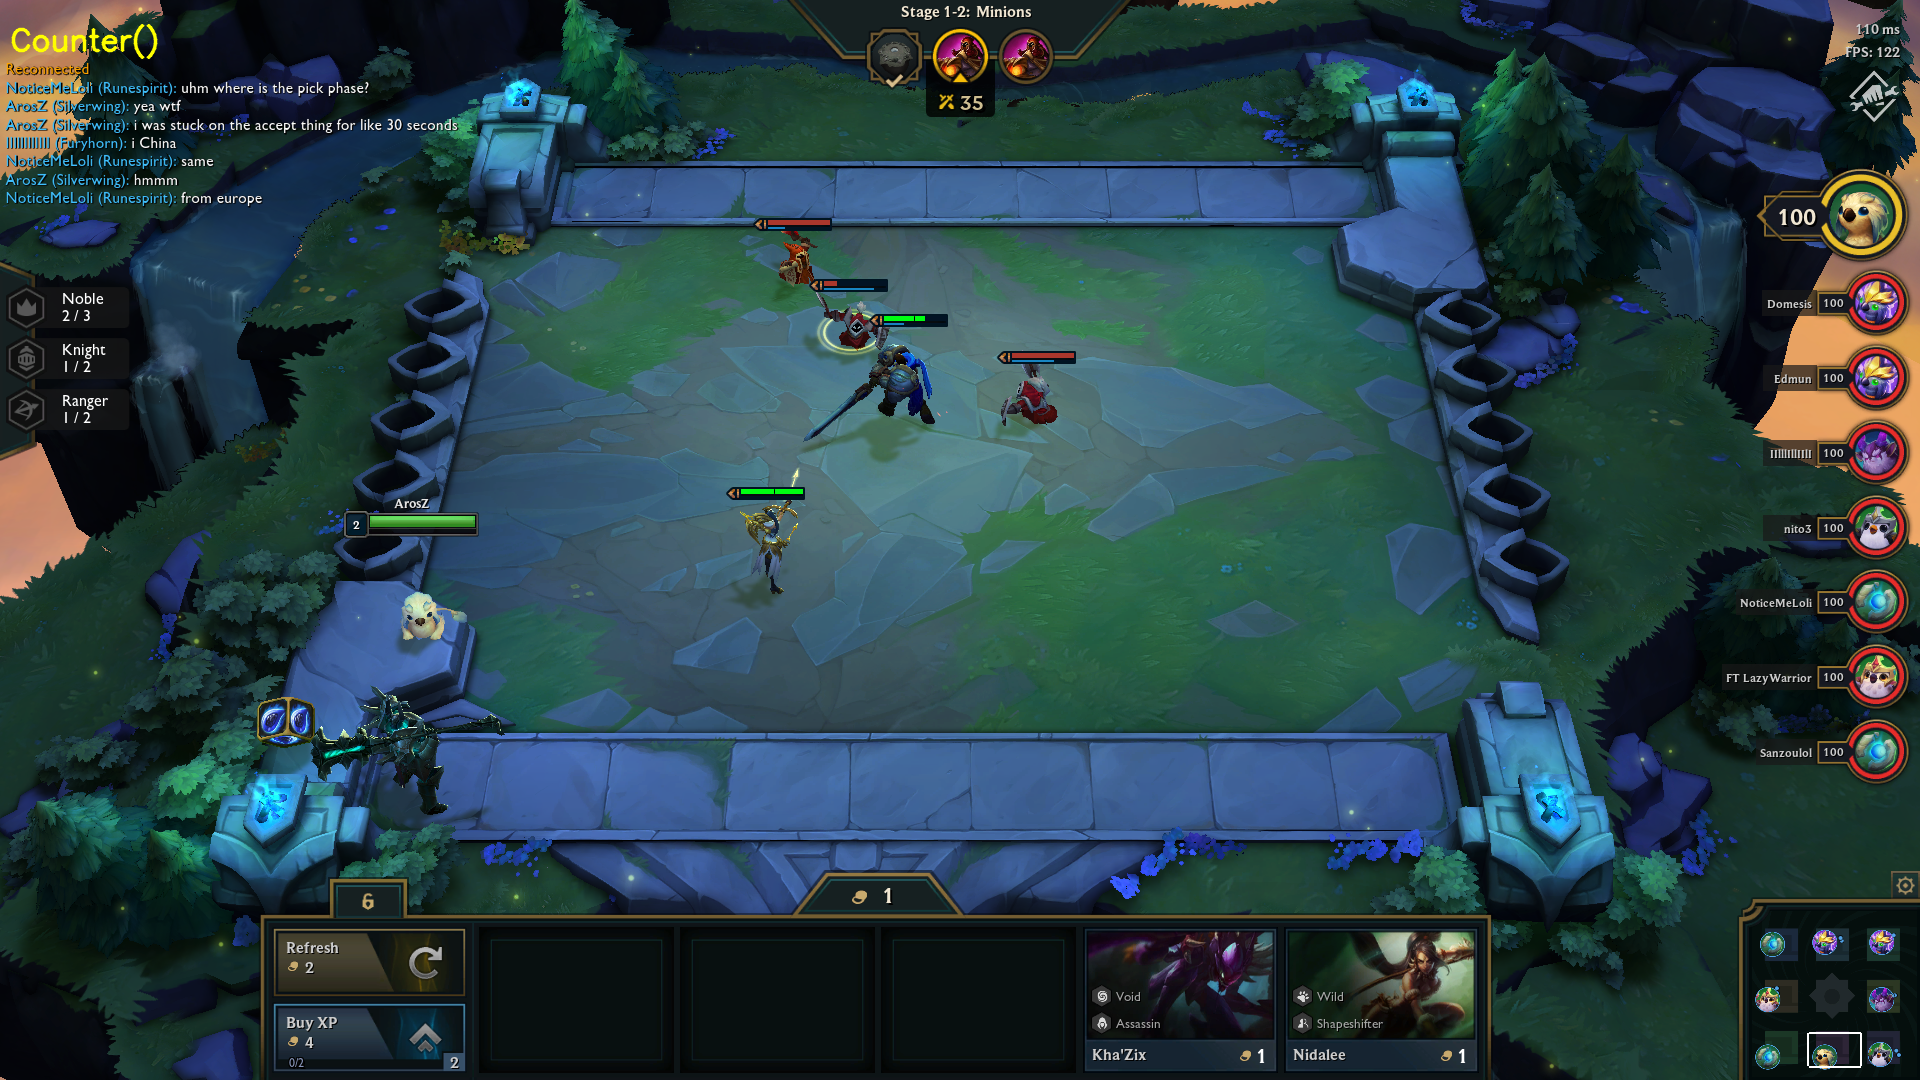 Stage 1-2: Minions
35
110 ms
FPS: 122
Counter()
Reconnected
NoticeMeLoli (Runespirit): uhm where is the pick phase?
ArosZ (Silverwing): yea wtf
ArosZ (Silverwing): i was stuck on the accept thing for like 30 seconds
(Furyhorn): i China
NoticeMeLoli (Runespirit): same
ArosZ (Silverwing): hmmm
NoticeMeLoli (Runespirit): from europe
Noble
2 / 3
Knight
1 / 2
Ranger
1 / 2
ArosZ
2
100
Domesis 100
Edmun 100
100
nito3 100
NoticeMeLoli 100
FT LazyWarrior 100
Sanzoulol 100
6
1
Refresh
2
Buy XP
4
0/2
2
Void
Assassin
Kha'Zix 1
Wild
Shapeshifter
Nidalee 1